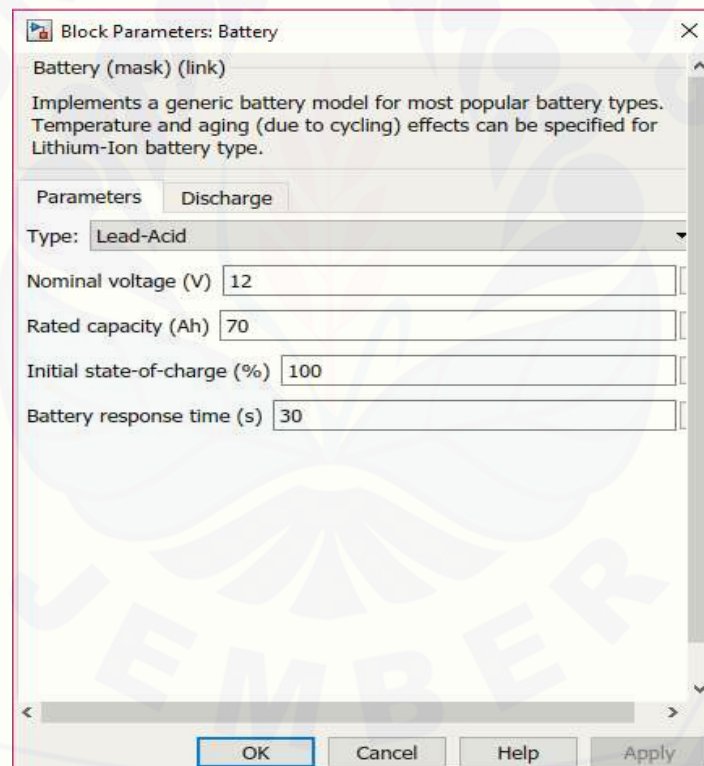 Block Parameters: Battery
Battery (mask) (link)
Implements a generic battery model for most popular battery types.
Temperature and aging (due to cycling) effects can be specified for
Lithium-Ion battery type.
Parameters Discharge
Type: Lead-Acid
Nominal voltage (V) 12
Rated capacity (Ah) 70
Initial state-of-charge (%) 100
Battery response time (s) 30
JEMBER
OK Cancel Help Apply